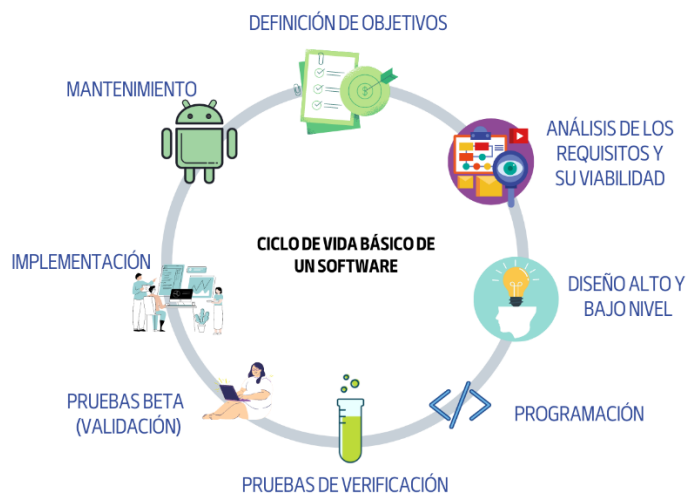 DEFINICIÓN DE OBJETIVOS
ANÁLISIS DE LOS
REQUISITOS Y
SU VIABILIDAD
DISEÑO ALTO Y
BAJO NIVEL
PROGRAMACIÓN
PRUEBAS DE VERIFICACIÓN
PRUEBAS BETA
(VALIDACIÓN)
IMPLEMENTACIÓN
MANTENIMIENTO
CICLO DE VIDA BÁSICO DE
UN SOFTWARE